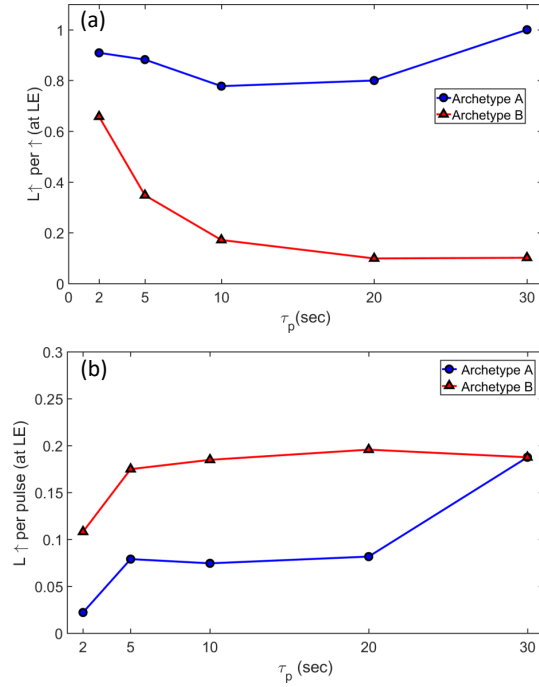 (a)
1
0.8
0.6
0.4
0.2
0
L↑ per ↑ (at LE)
Archetype A
Archetype B
0 2 5 10 20 30
τp(sec)
(b)
0.3
0.25
0.2
0.15
0.1
0.05
0
L ↑ per pulse (at LE)
Archetype A
Archetype B
2 5 10 20 30
τp (sec)